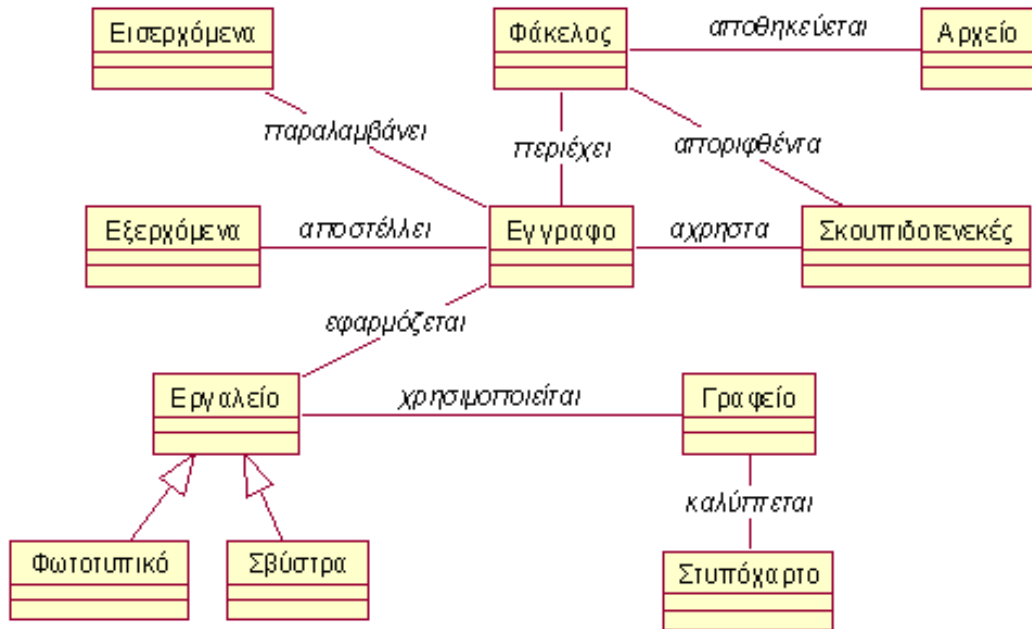 Εισερχόμενα
Φάκελος
αποθηκεύεται
Αρχείο
παραλαμβάνει
περιέχει
απορριφθέντα
Εξερχόμενα
αποστέλλει
Εγγραφο
αχρηστα
Σκουπιδοτενεκές
εφαρμόζεται
Εργαλείο
χρησιμοποιείται
Γραφείο
καλύπτεται
Φωτοτυπικό
Σβύστρα
Στυπόχαρτο